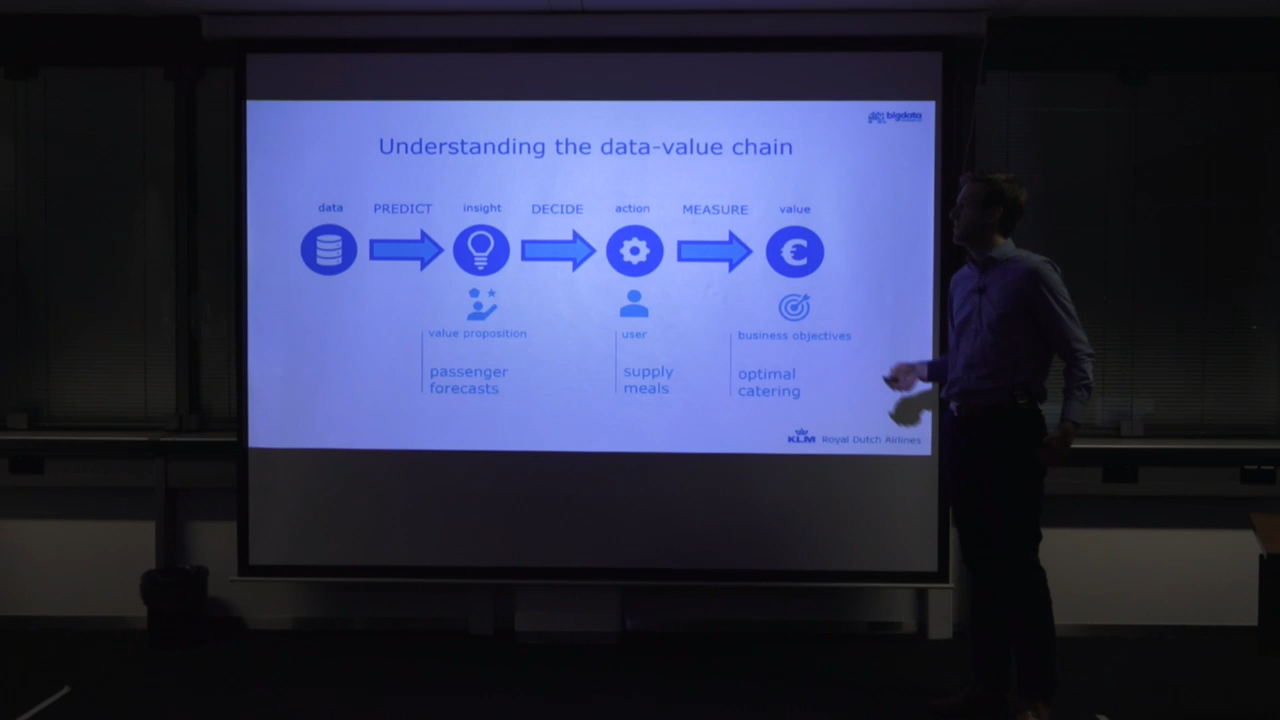 bigdata
Understanding the data-value chain
data PREDICT insight DECIDE action MEASURE value
€
value proposition
user
business objectives
passenger
forecasts
supply
meals
optimal
catering
KLM Royal Dutch Airlines